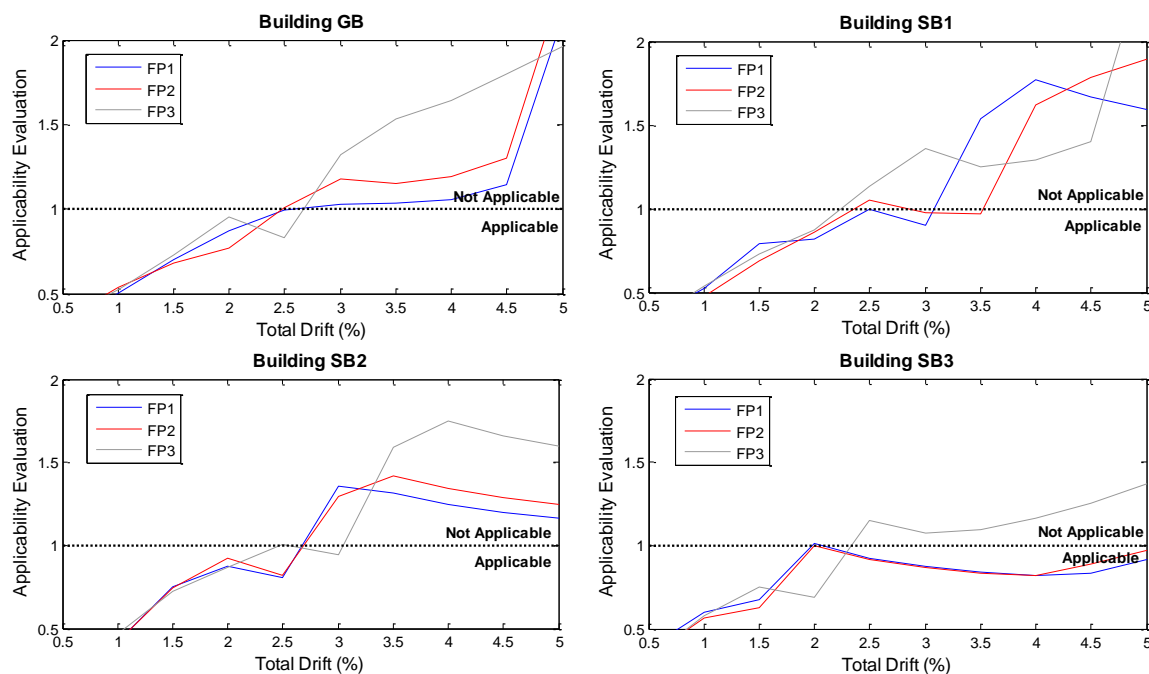 Building GB
2
1.5
1
0.5
Applicability Evaluation
FP1
FP2
FP3
Not Applicable
Applicable
0.5 1 1.5 2 2.5 3 3.5 4 4.5 5
Total Drift (%)
Building SB1
2
1.5
1
0.5
Applicability Evaluation
FP1
FP2
FP3
Not Applicable
Applicable
0.5 1 1.5 2 2.5 3 3.5 4 4.5 5
Total Drift (%)
Building SB2
2
1.5
1
0.5
Applicability Evaluation
FP1
FP2
FP3
Not Applicable
Applicable
0.5 1 1.5 2 2.5 3 3.5 4 4.5 5
Total Drift (%)
Building SB3
2
1.5
1
0.5
Applicability Evaluation
FP1
FP2
FP3
Not Applicable
Applicable
0.5 1 1.5 2 2.5 3 3.5 4 4.5 5
Total Drift (%)